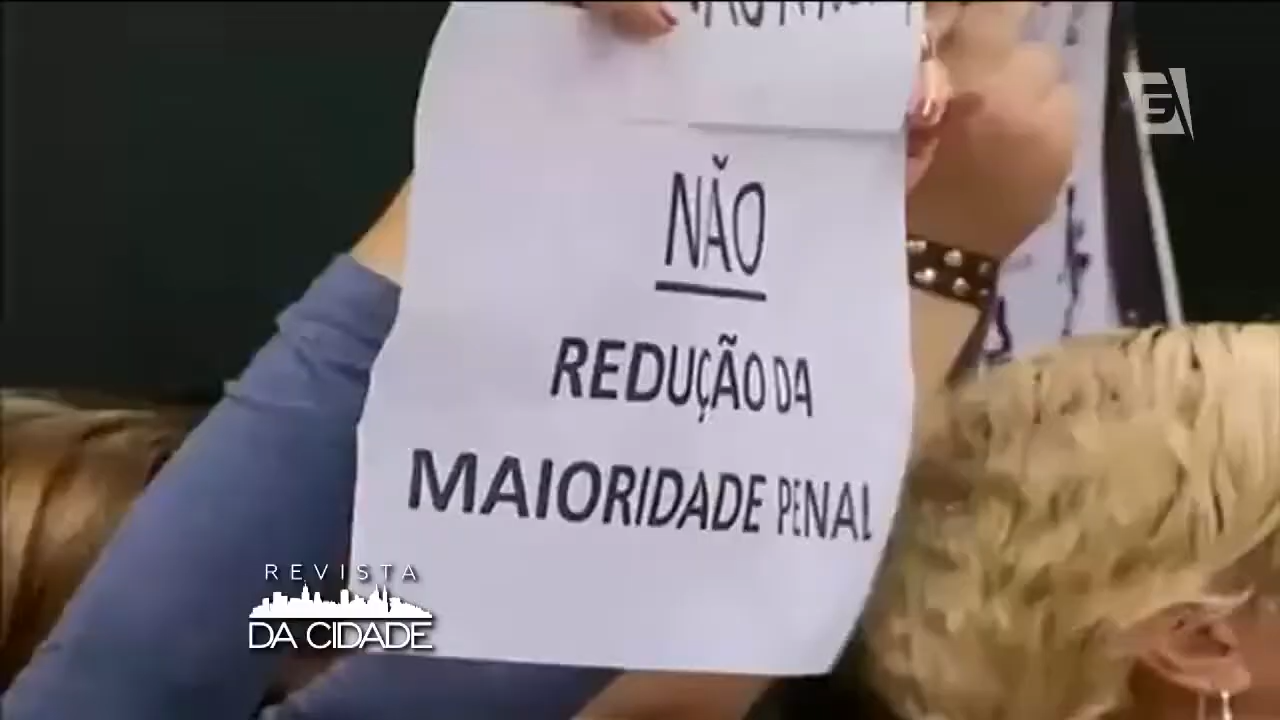 NÃO
REDUÇÃO DA
MAIORIDADE PENAL
REVISTA
DA CIDADE